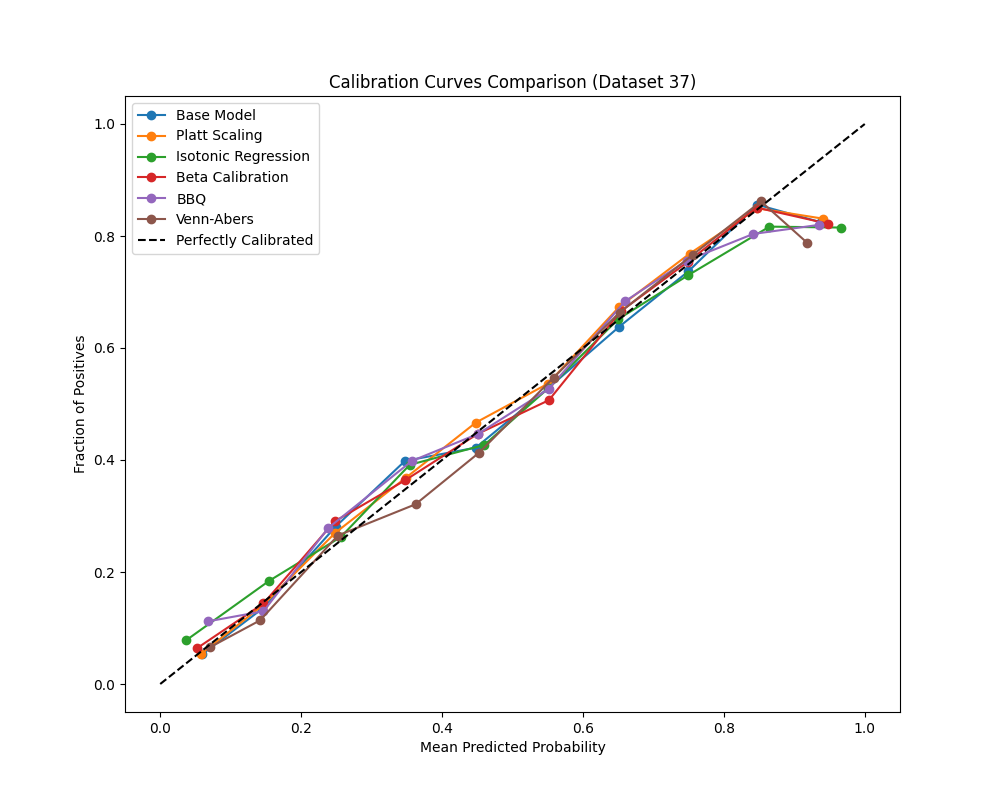 Calibration Curves Comparison (Dataset 37)
Base Model
Platt Scaling
Isotonic Regression
Beta Calibration
BBQ
Venn-Abers
Perfectly Calibrated
1.0
0.8
0.6
0.4
0.2
0.0
Fraction of Positives
0.0 0.2 0.4 0.6 0.8 1.0
Mean Predicted Probability